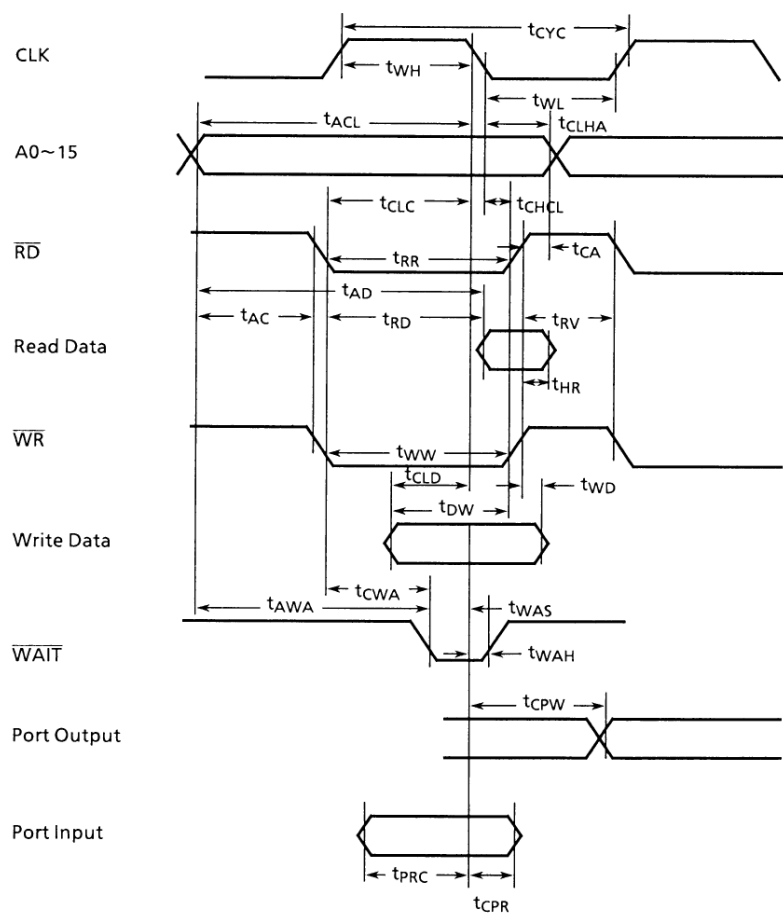 CLK
tCYC
tWH
tWL
tACL
tCLHA
A0~15
tCLC
tCHCL
RD
tRR
tCA
tAD
tAC
tRD
tRV
Read Data
tHR
WR
tWW
tCLD
tWD
tDW
Write Data
tCWA
tAWA
tWAS
WAIT
tWAH
tCPW
Port Output
Port Input
tPRC
tCPR